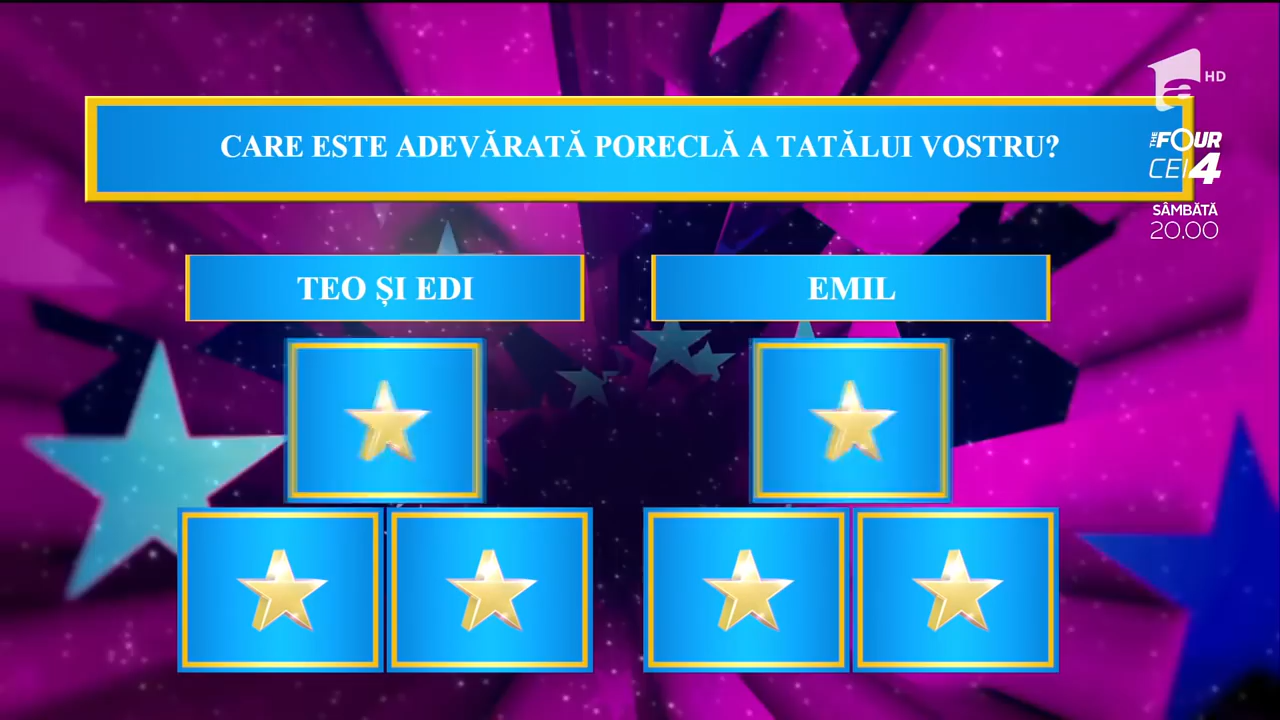 CARE ESTE ADEVĂRATĂ PORECLĂ A TATĂLUI VOSTRU?
TEO ȘI EDI
EMIL
HD
THE FOUR
CEI 4
SÂMBĂTĂ
20.00